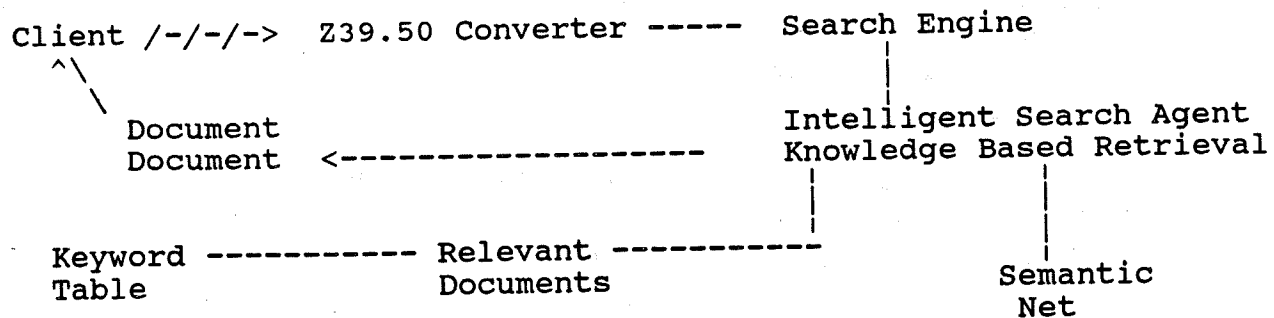 Client /-/-/-> Z39.50 Converter ----- Search Engine
Document
Document <-------------------
Intelligent Search Agent
Knowledge Based Retrieval
Keyword ----------- Relevant -----------
Table
Documents
Semantic
Net